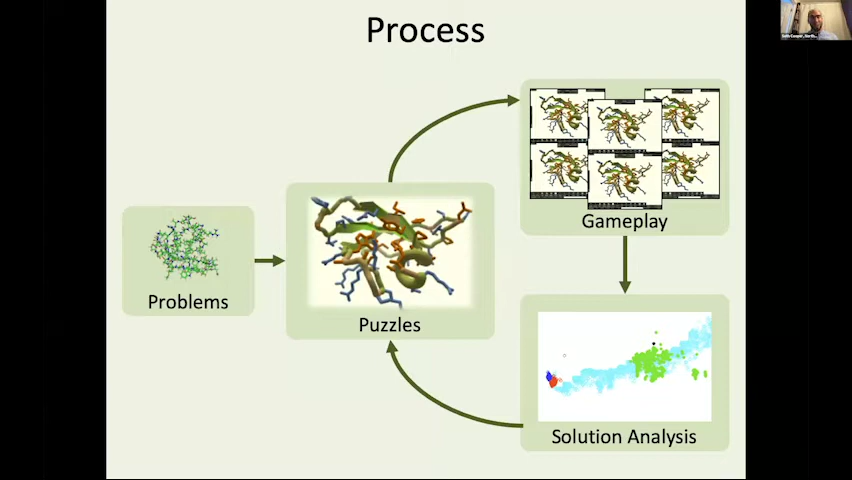 Process
Gameplay
Problems
Puzzles
Solution Analysis